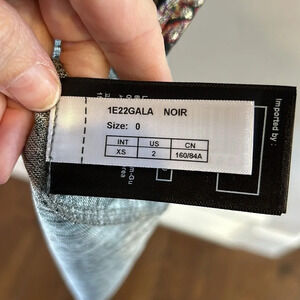 1E22GALA NOIR
Size: 0
INT US CN
XS 2 160/84A
Imported by :